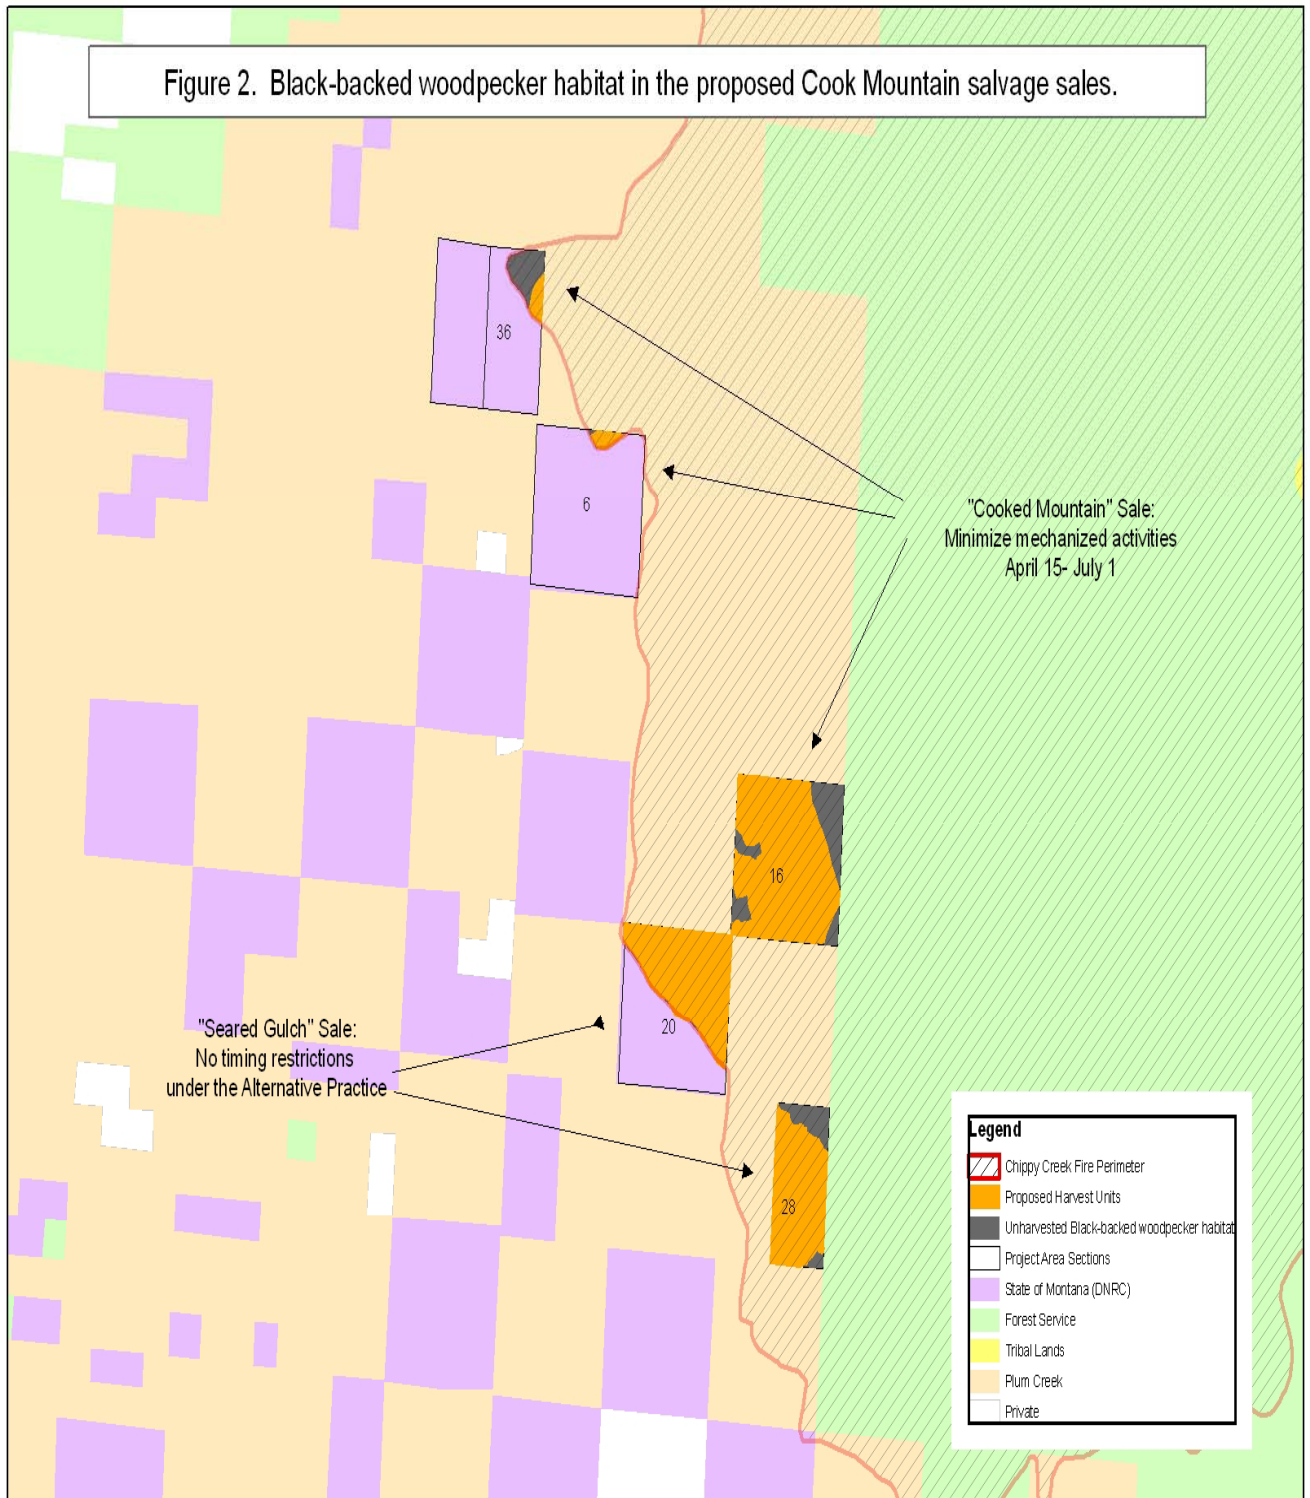 Figure 2. Black-backed woodpecker habitat in the proposed Cook Mountain salvage sales.
36
6
"Cooked Mountain" Sale:
Minimize mechanized activities
April 15- July 1
16
20
"Seared Gulch" Sale:
No timing restrictions
under the Alternative Practice
28
Legend
Chippy Creek Fire Perimeter
Proposed Harvest Units
Unharvested Black-backed woodpecker habitat
Project Area Sections
State of Montana (DNRC)
Forest Service
Tribal Lands
Plum Creek
Private